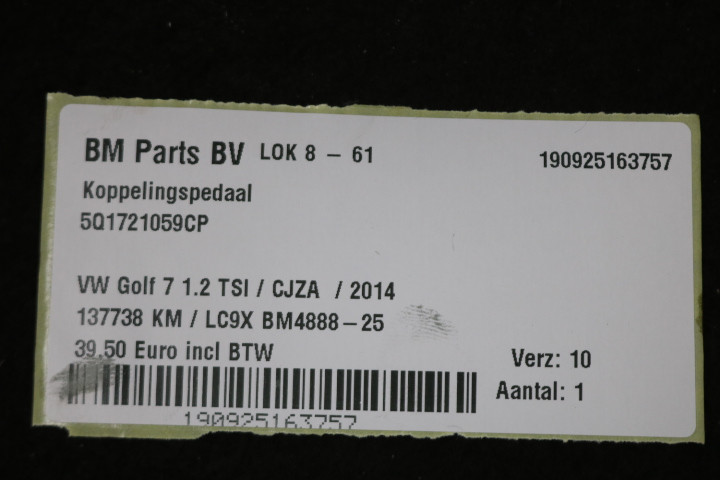 BM Parts BV LOK 8 - 61 190925163757
Koppelingspedaal
5Q1721059CP
VW Golf 7 1.2 TSI / CJZA / 2014
137738 KM / LC9X BM4888-25
39,50 Euro incl BTW
Verz: 10
Aantal: 1
190925163757